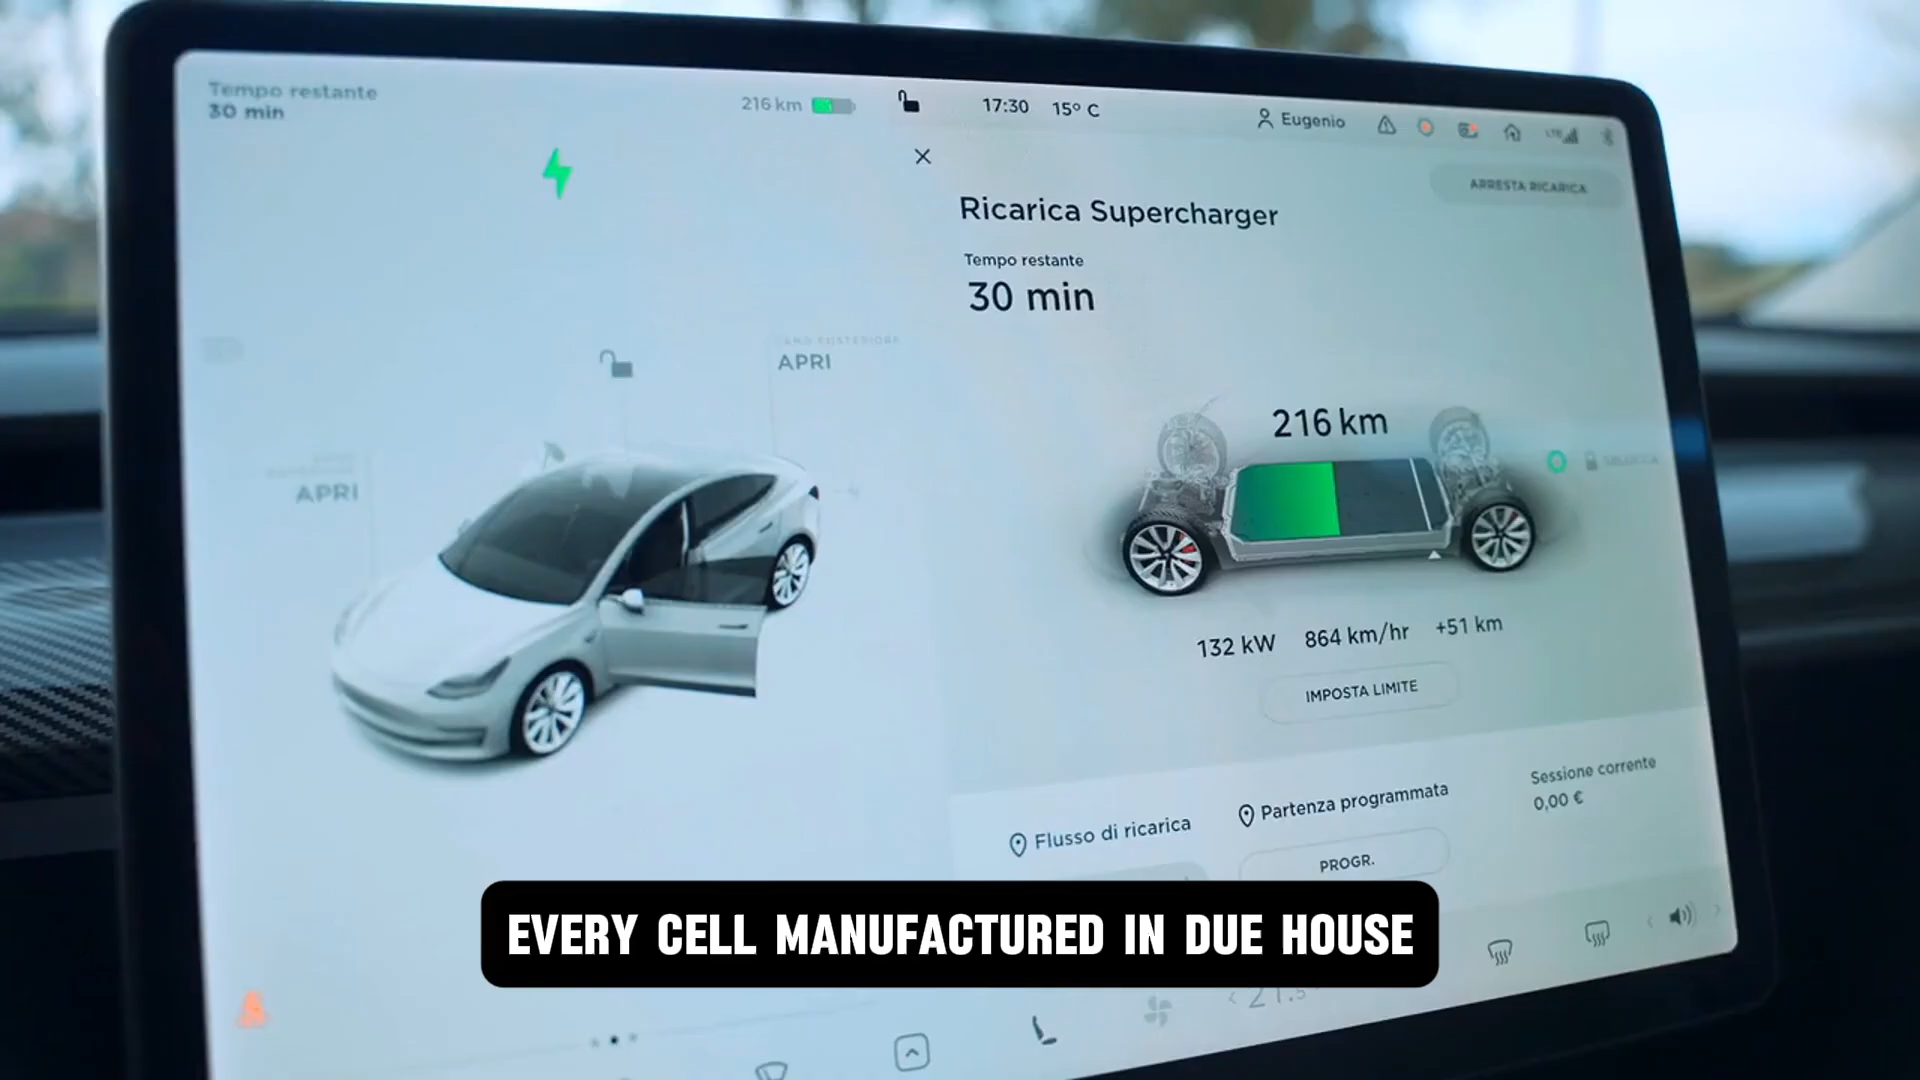 Tempo restante
30 min
216 km
17:30 15° C
Eugenio
LTE
ARRESTA RICARICA
Ricarica Supercharger
Tempo restante
30 min
APRI
APRI
216 km
SBLOCCA
132 kW 864 km/hr +51 km
IMPOSTA LIMITE
Flusso di ricarica
Partenza programmata
PROGR.
Sessione corrente
0,00 €
EVERY CELL MANUFACTURED IN DUE HOUSE